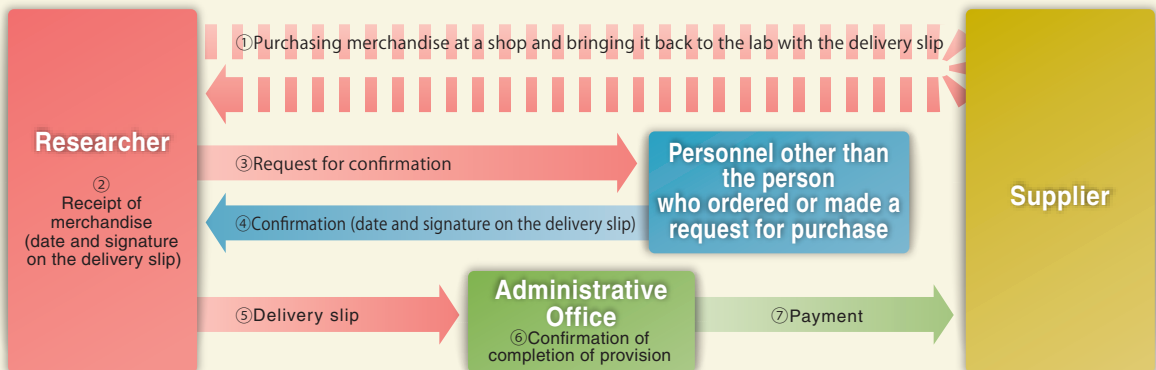 ①Purchasing merchandise at a shop and bringing it back to the lab with the delivery slip
Researcher
②
Receipt of
merchandise
(date and signature
on the delivery slip)
③Request for confirmation
Personnel other than
the person
who ordered or made a
request for purchase
Supplier
④Confirmation (date and signature on the delivery slip)
⑤Delivery slip
Administrative
Office
⑥Confirmation of
completion of provision
⑦Payment